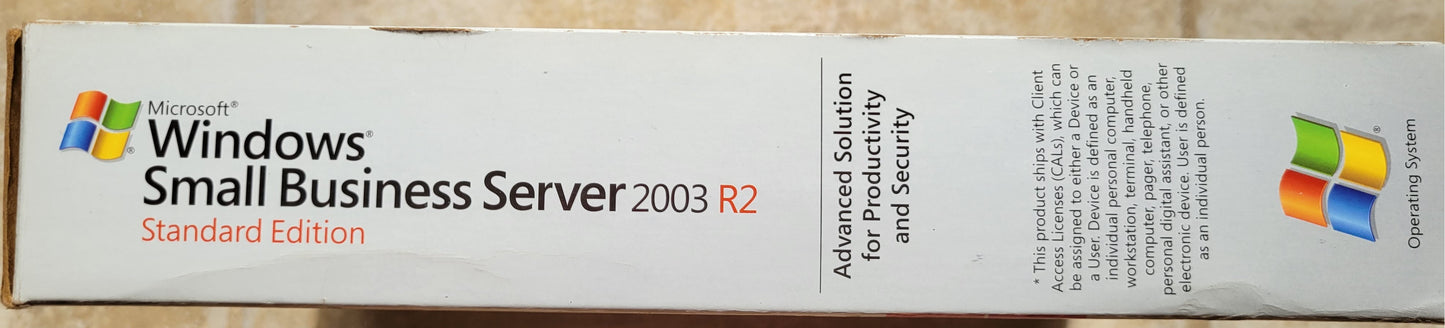 Microsoft®
Windows®
Small Business Server 2003 R2
Standard Edition
Advanced Solution
for Productivity
and Security
* This product ships with Client
Access Licenses (CALs), which can
be assigned to either a Device or
a User. Device is defined as an
individual personal computer,
workstation, terminal, handheld
computer, pager, telephone,
personal digital assistant, or other
electronic device. User is defined
as an individual person.
Operating System